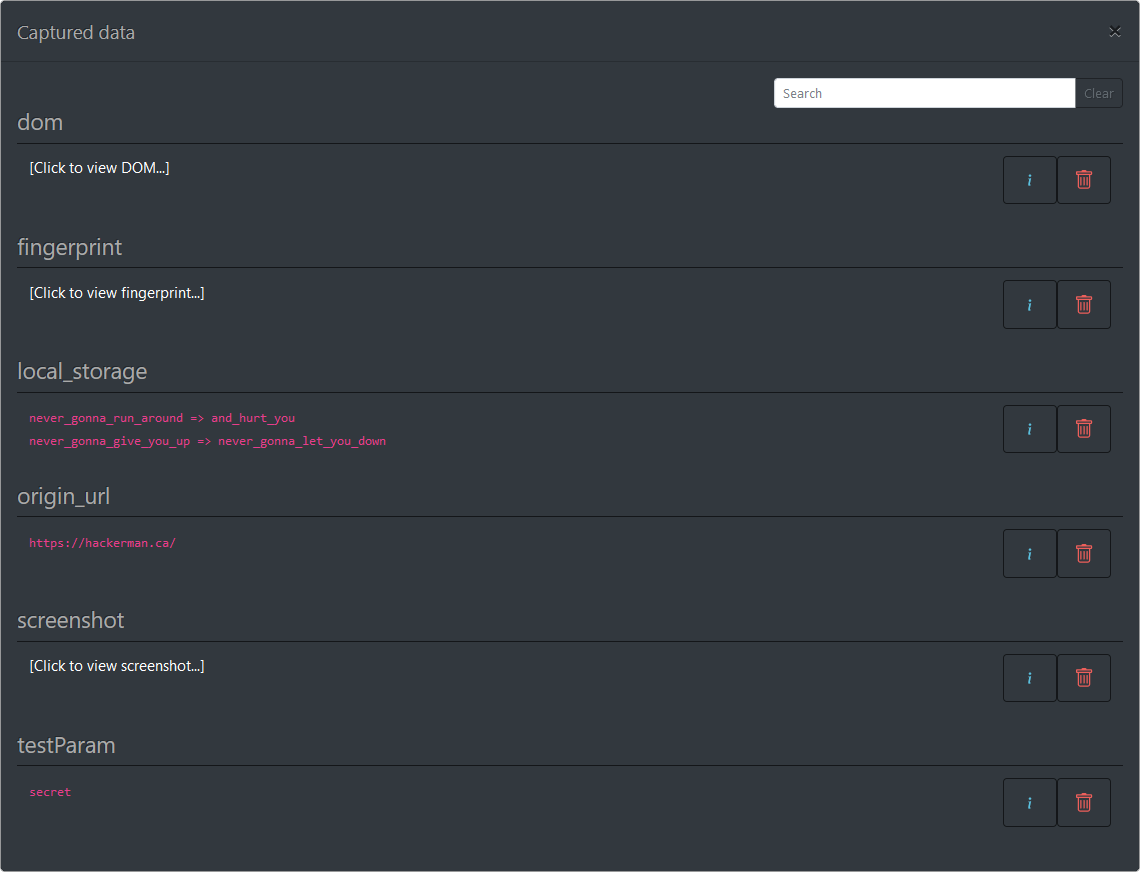 Captured data
×
Search
Clear
dom
[Click to view DOM...]
i
fingerprint
[Click to view fingerprint...]
i
local_storage
never_gonna_run_around => and_hurt_you
never_gonna_give_you_up => never_gonna_let_you_down
i
origin_url
https://hackerman.ca/
i
screenshot
[Click to view screenshot...]
i
testParam
secret
i